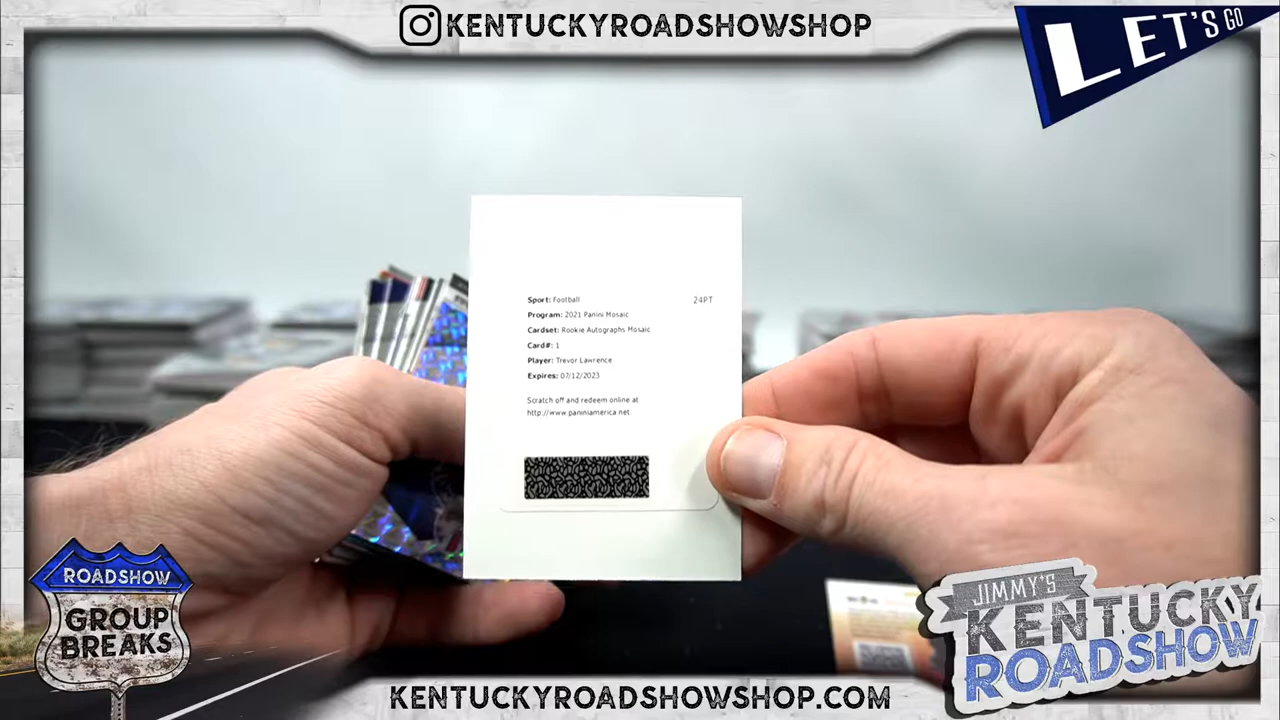 KENTUCKYROADSHOWSHOP
LET'S GO
Sport: Football
24PT
Program: 2021 Panini Mosaic
Cardset: Rookie Autographs Mosaic
Card#: 1
Player: Trevor Lawrence
Expires: 07/12/2023
Scratch off and redeem online at
http://www.paniniamerica.net
ROADSHOW
GROUP
BREAKS
JIMMY'S
KENTUCKY
ROADSHOW
KENTUCKYROADSHOWSHOP.COM